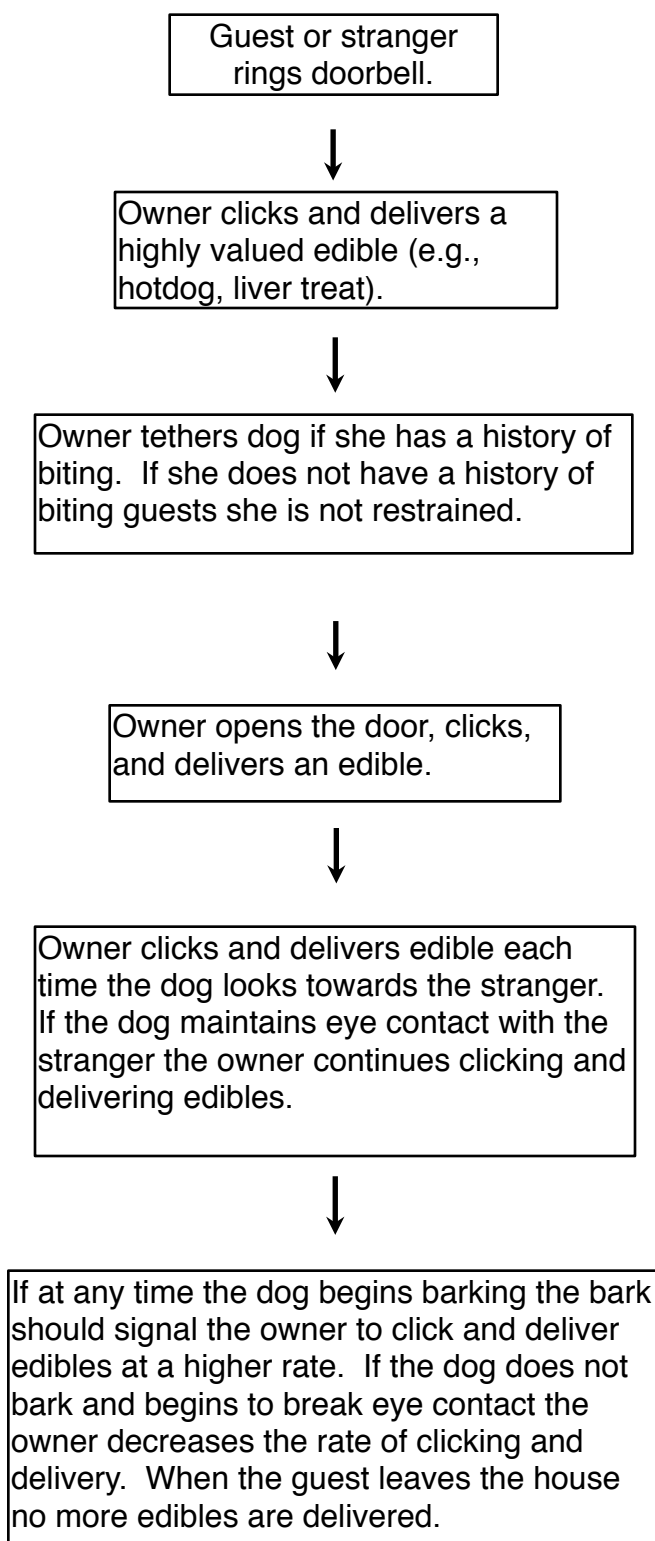 Guest or stranger
rings doorbell.
Owner clicks and delivers a
highly valued edible (e.g.,
hotdog, liver treat).
Owner tethers dog if she has a history of
biting.  If she does not have a history of
biting guests she is not restrained.
Owner opens the door, clicks,
and delivers an edible.
Owner clicks and delivers edible each
time the dog looks towards the stranger.
If the dog maintains eye contact with the
stranger the owner continues clicking and
delivering edibles.
If at any time the dog begins barking the bark
should signal the owner to click and deliver
edibles at a higher rate.  If the dog does not
bark and begins to break eye contact the
owner decreases the rate of clicking and
delivery.  When the guest leaves the house
no more edibles are delivered.